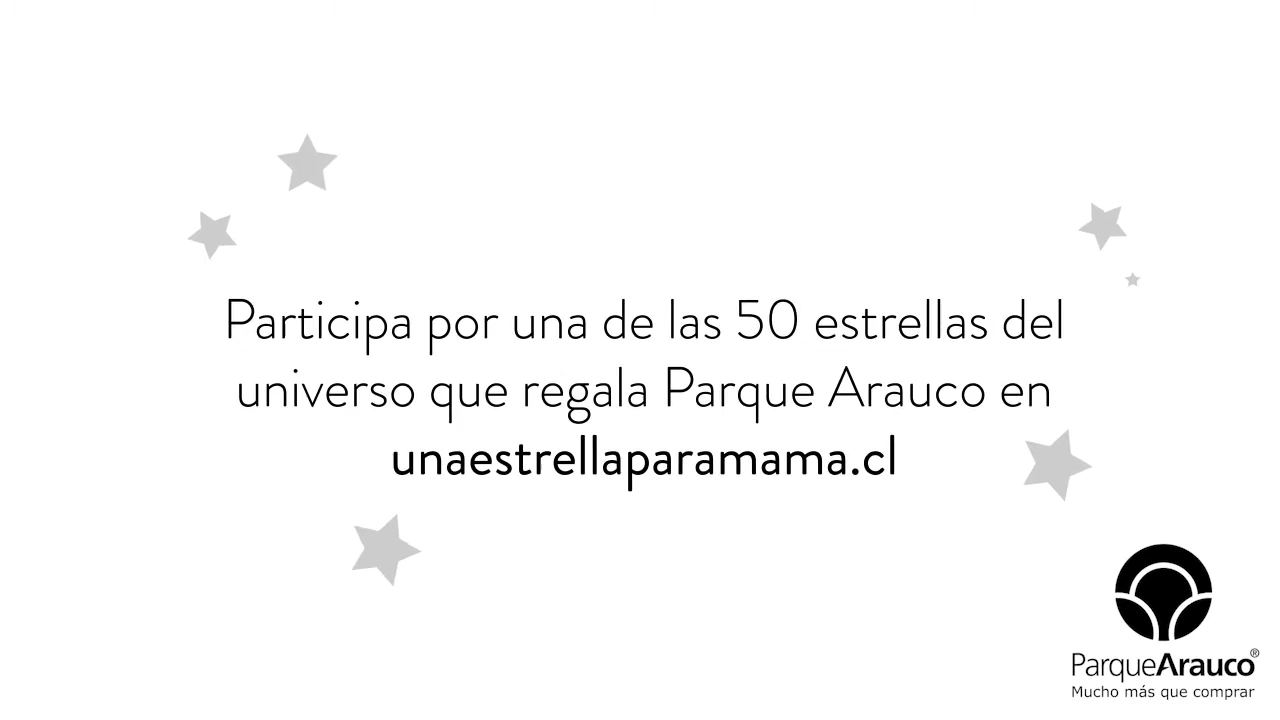 Participa por una de las 50 estrellas del
universo que regala Parque Arauco en
unaestrellaparamama.cl
ParqueArauco®
Mucho más que comprar